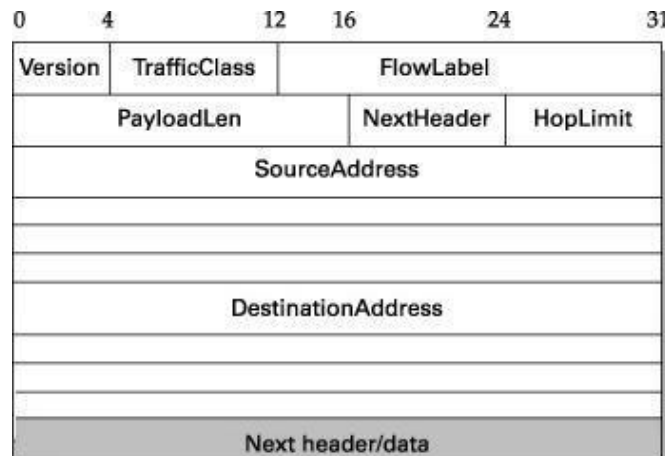 0 4 12 16 24 31
Version TrafficClass FlowLabel
PayloadLen NextHeader HopLimit
SourceAddress
DestinationAddress
Next header/data